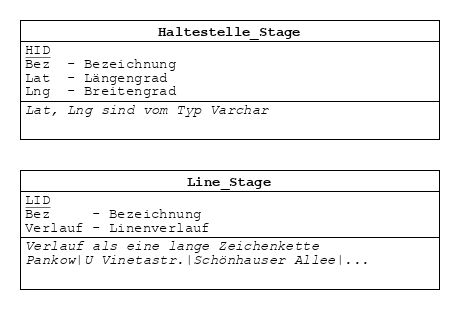 Haltestelle_Stage
HID
Bez - Bezeichnung
Lat - Längengrad
Lng - Breitengrad
Lat, Lng sind vom Typ Varchar
Line_Stage
LID
Bez - Bezeichnung
Verlauf - Linenverlauf
Verlauf als eine lange Zeichenkette
Pankow|U Vinetastr.|Schönhauser Allee|...